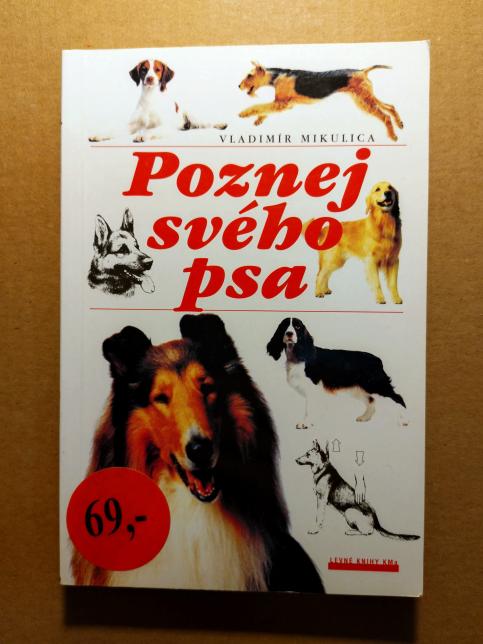 VLADIMÍR MIKULICA
Poznej
svého
psa
69,-
LEVNÉ KNIHY KMa